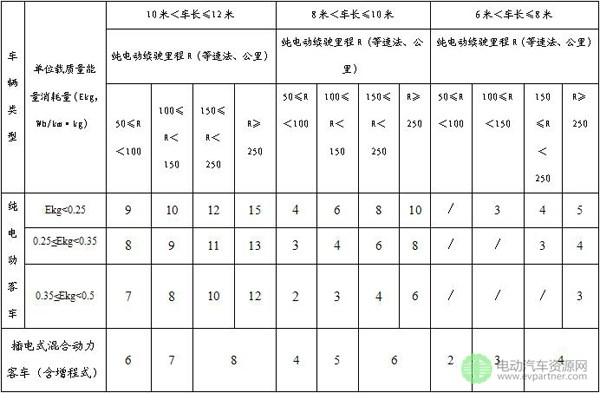 10米＜车长≤12米 8米＜车长≤10米 6米＜车长≤8米
车辆类型 单位载质量能量消耗量(Ekg, Wh/km·kg) 纯电动续驶里程R（等速法、公里） 纯电动续驶里程R（等速法、公里） 纯电动续驶里程R（等速法、公里）
50≤R＜100 100≤R＜150 150≤R＜250 R≥250 50≤R＜100 100≤R＜150 150≤R＜250 R≥250 50≤R＜100 100≤R＜150 150≤R＜250 R≥250
纯电动客车 Ekg<0.25 9 10 12 15 4 6 8 10 / 3 4 5
0.25≤Ekg<0.35 8 9 11 13 3 4 6 8 / / 3 4
0.35≤Ekg<0.5 7 8 10 12 2 3 4 6 / / / 3
插电式混合动力客车（含增程式） 6 7 8 4 5 6 2 3 4
电动汽车资源网
www.evpartner.com